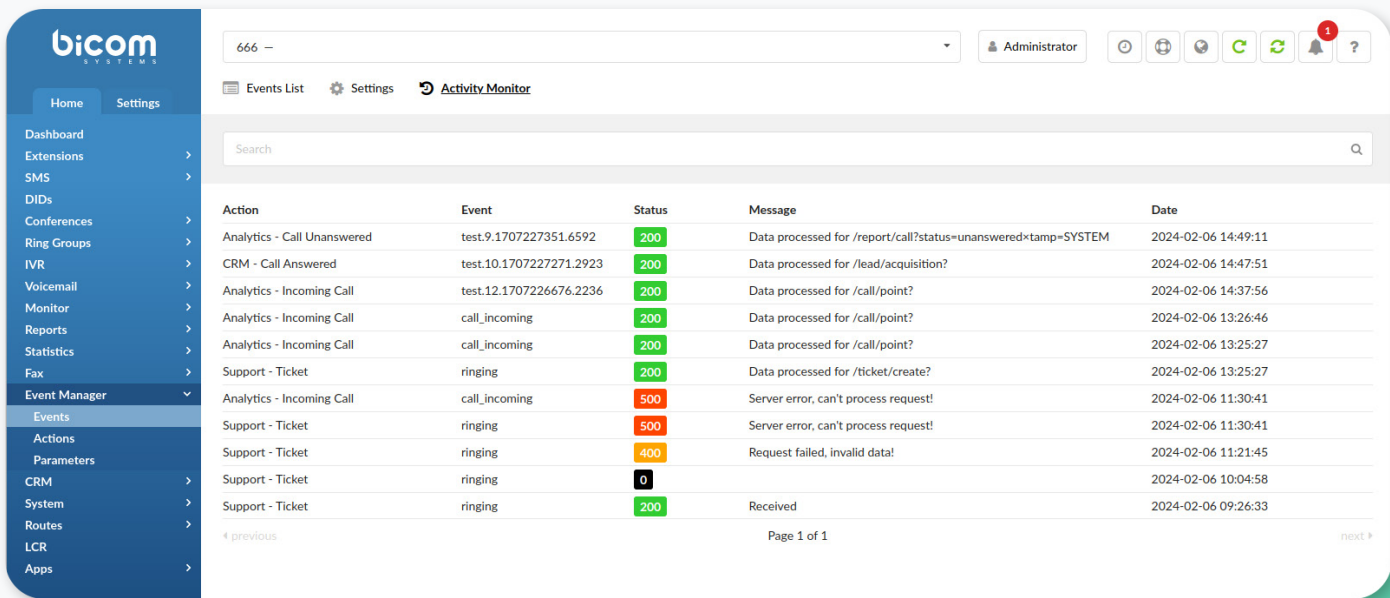 bicom
SYSTEMS
666 —
Administrator
1
?
Events List
Settings
Activity Monitor
Home
Settings
Dashboard
Extensions
SMS
DIDs
Conferences
Ring Groups
IVR
Voicemail
Monitor
Reports
Statistics
Fax
Event Manager
Events
Actions
Parameters
CRM
System
Routes
LCR
Apps
Search
Action Event Status Message Date
Analytics - Call Unanswered test.9.1707227351.6592 200 Data processed for /report/call?status=unanswered×tamp=SYSTEM 2024-02-06 14:49:11
CRM - Call Answered test.10.1707227271.2923 200 Data processed for /lead/acquisition? 2024-02-06 14:47:51
Analytics - Incoming Call test.12.1707226676.2236 200 Data processed for /call/point? 2024-02-06 14:37:56
Analytics - Incoming Call call_incoming 200 Data processed for /call/point? 2024-02-06 13:26:46
Analytics - Incoming Call call_incoming 200 Data processed for /call/point? 2024-02-06 13:25:27
Support - Ticket ringing 200 Data processed for /ticket/create? 2024-02-06 13:25:27
Analytics - Incoming Call call_incoming 500 Server error, can't process request! 2024-02-06 11:30:41
Support - Ticket ringing 500 Server error, can't process request! 2024-02-06 11:30:41
Support - Ticket ringing 400 Request failed, invalid data! 2024-02-06 11:21:45
Support - Ticket ringing 0 2024-02-06 10:04:58
Support - Ticket ringing 200 Received 2024-02-06 09:26:33
previous Page 1 of 1 next